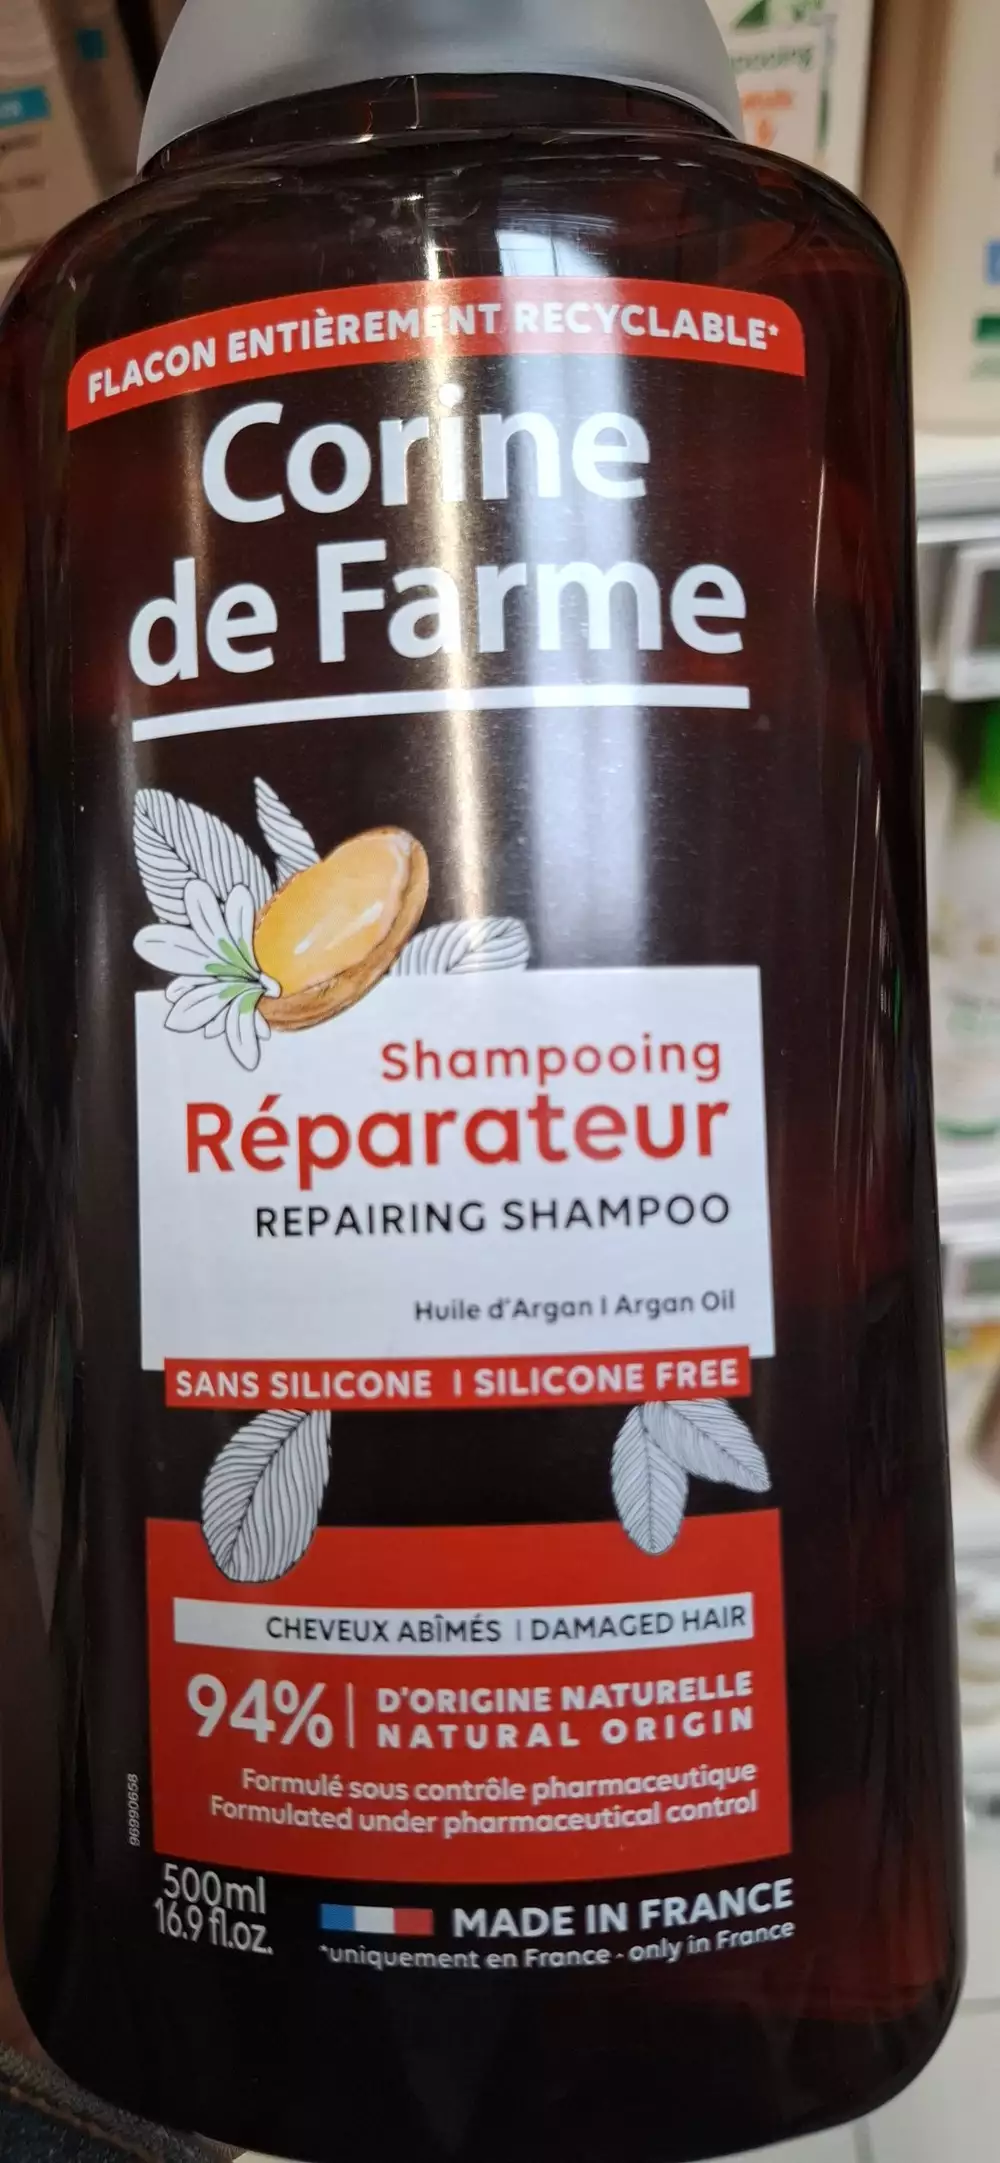 FLACON ENTIÈREMENT RECYCLABLE*
Corine
de Farme
Shampooing
Réparateur
REPAIRING SHAMPOO
Huile d'Argan | Argan Oil
SANS SILICONE | SILICONE FREE
CHEVEUX ABÎMÉS | DAMAGED HAIR
94% | D'ORIGINE NATURELLE
NATURAL ORIGIN
Formulé sous contrôle pharmaceutique
Formulated under pharmaceutical control
96990658
500ml
16.9 fl.oz.
MADE IN FRANCE
*uniquement en France - only in France